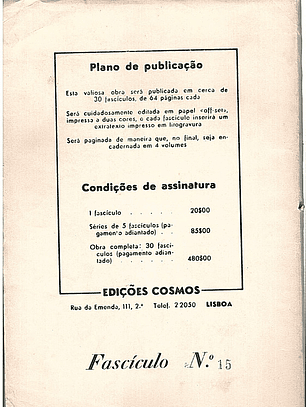 Plano de publicação
Esta valiosa obra será publicada em cerca de
30 fascículos, de 64 páginas cada
Será cuidadosamente editada em papel «off-set»,
impressa a duas cores, e cada fascículo inserirá um
extratexto impresso em litogravura
Será paginada de maneira que, no final, seja en-
cadernada em 4 volumes
Condições de assinatura
1 fascículo . . . . . 20$00
Séries de 5 fascículos (pa-
gamento adiantado) . . 85$00
Obra completa: 30 fascí-
culos (pagamento adian-
tado) . . . . . 480$00
EDIÇÕES COSMOS
Rua da Emenda, 111, 2.º Telef. 2 2050 LISBOA
Fascículo N.º 15